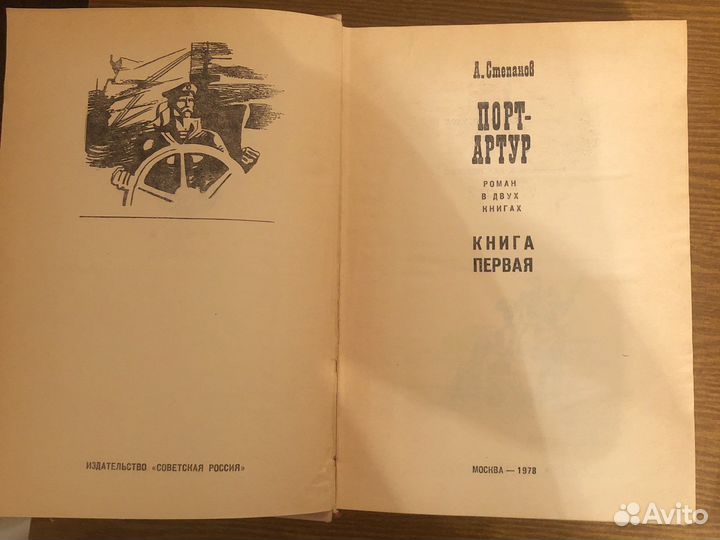 ИЗДАТЕЛЬСТВО «СОВЕТСКАЯ РОССИЯ»
А. Степанов
ПОРТ-
АРТУР
РОМАН
В ДВУХ
КНИГАХ
КНИГА
ПЕРВАЯ
МОСКВА — 1978
Avito